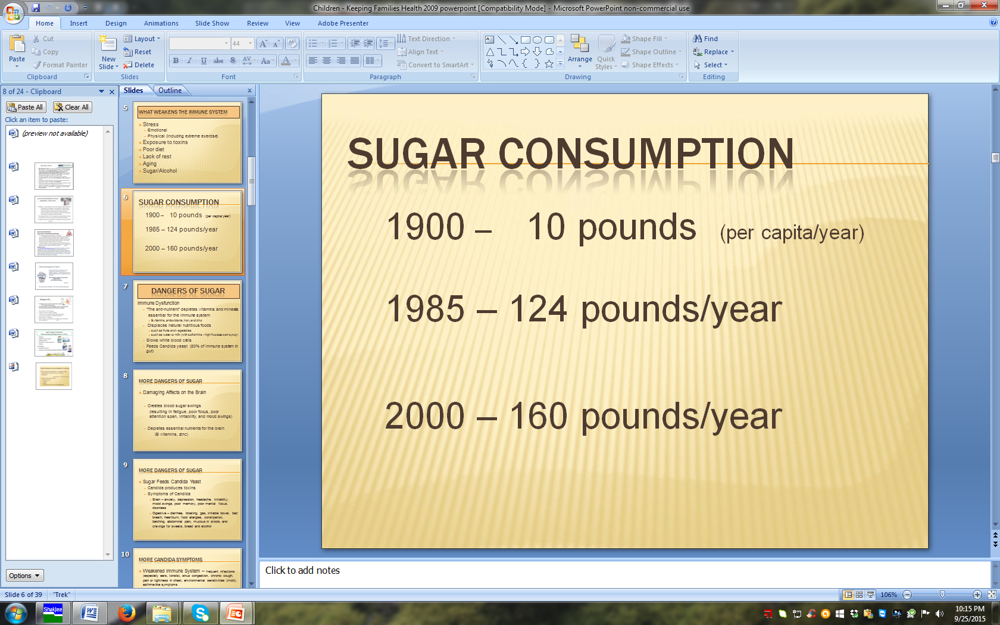 Children - Keeping Families Health 2009 powerpoint [Compatibility Mode] - Microsoft PowerPoint non-commercial use
Home Insert Design Animations Slide Show Review View Adobe Presenter
Paste
Cut
Copy
Format Painter
Clipboard
New Slide
Layout
Reset
Delete
Slides
44
B I U abc S AV Aa A
Font
Text Direction
Align Text
Convert to SmartArt
Paragraph
Arrange
Quick Styles
Shape Fill
Shape Outline
Shape Effects
Drawing
Find
Replace
Select
Editing
8 of 24 - Clipboard
Paste All Clear All
Click an item to paste:
(preview not available)
Options
Slides Outline
5
WHAT WEAKENS THE IMMUNE SYSTEM
Stress
– Emotional
– Physical (including extreme exercise)
Exposure to toxins
Poor diet
Lack of rest
Aging
Sugar/Alcohol
6
SUGAR CONSUMPTION
1900 – 10 pounds (per capita/year)
1985 – 124 pounds/year
2000 – 160 pounds/year
7
DANGERS OF SUGAR
Immune Dysfunction
– "The anti-nutrient" depletes vitamins and minerals
essential for the immune system
– B vitamins, antioxidants, iron, and zinc
– Displaces natural nutritious foods
– such as fruits and vegetables
– such as water or milk (with soft drinks - high fructose corn syrup)
– Slows white blood cells
– Feeds Candida yeast (80% of immune system in
gut)
8
MORE DANGERS OF SUGAR
Damaging Affects on the Brain
– Creates blood sugar swings
(resulting in fatigue, poor focus, poor
attention span, irritability, and mood swings)
– Depletes essential nutrients for the brain
(B vitamins, zinc)
9
MORE DANGERS OF SUGAR
Sugar Feeds Candida Yeast
– Candida produces toxins
– Symptoms of Candida
Brain – anxiety, depression, headache, irritability,
mood swings, poor memory, poor mental focus,
dizziness
Digestive – diarrhea, bloating, gas, irritable bowel, bad
breath, heartburn, food allergies, constipation,
belching, abdominal pain, mucous in stools, and
cravings for sweets, bread and alcohol
10
MORE CANDIDA SYMPTOMS
Weakened Immune System – frequent infections
(especially ears, tonsils), sinus congestion, chronic cough,
pain or tightness in chest, environmental sensitivities (mold),
asthma-like symptoms
SUGAR CONSUMPTION
1900 – 10 pounds (per capita/year)
1985 – 124 pounds/year
2000 – 160 pounds/year
Click to add notes
Slide 6 of 39 "Trek" 106%
Shaklee
10:15 PM
9/25/2015